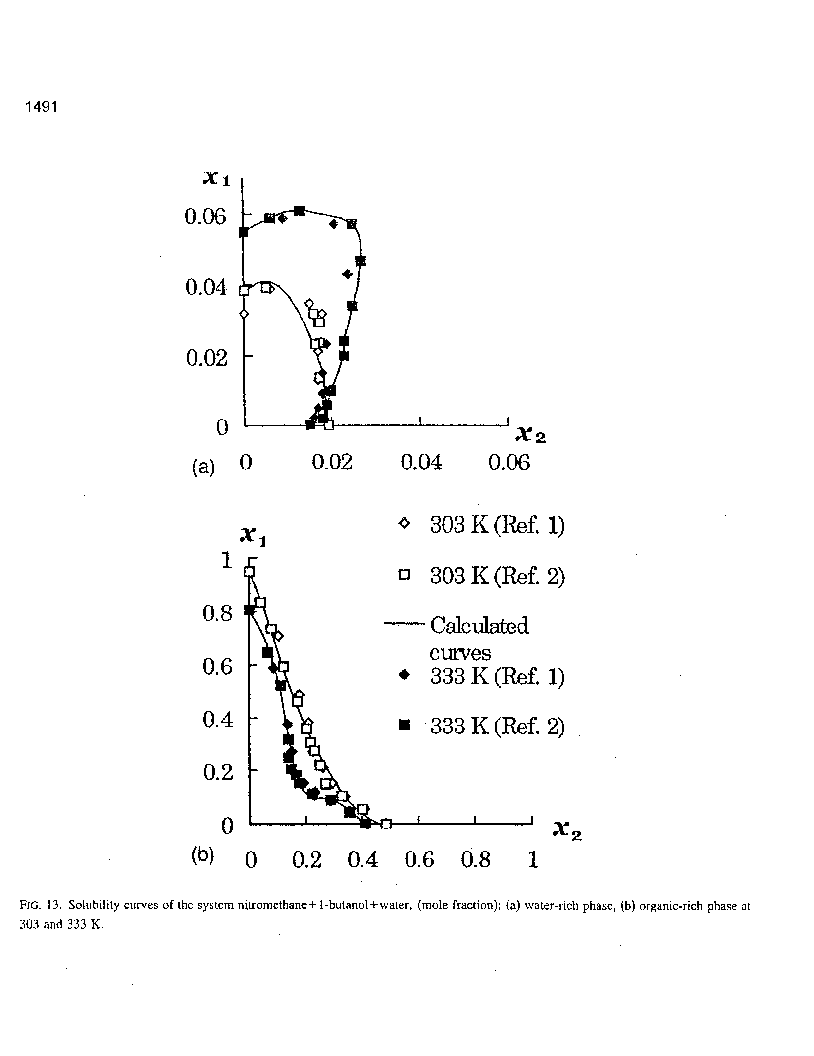 1491
x1
0.06
0.04
0.02
0
x2
(a) 0 0.02 0.04 0.06
x1
1
0.8
0.6
0.4
0.2
0
x2
(b) 0 0.2 0.4 0.6 0.8 1
303 K (Ref. 1)
303 K (Ref. 2)
Calculated
curves
333 K (Ref. 1)
333 K (Ref. 2)
FIG. 13. Solubility curves of the system nitromethane+1-butanol+water, (mole fraction); (a) water-rich phase, (b) organic-rich phase at
303 and 333 K.